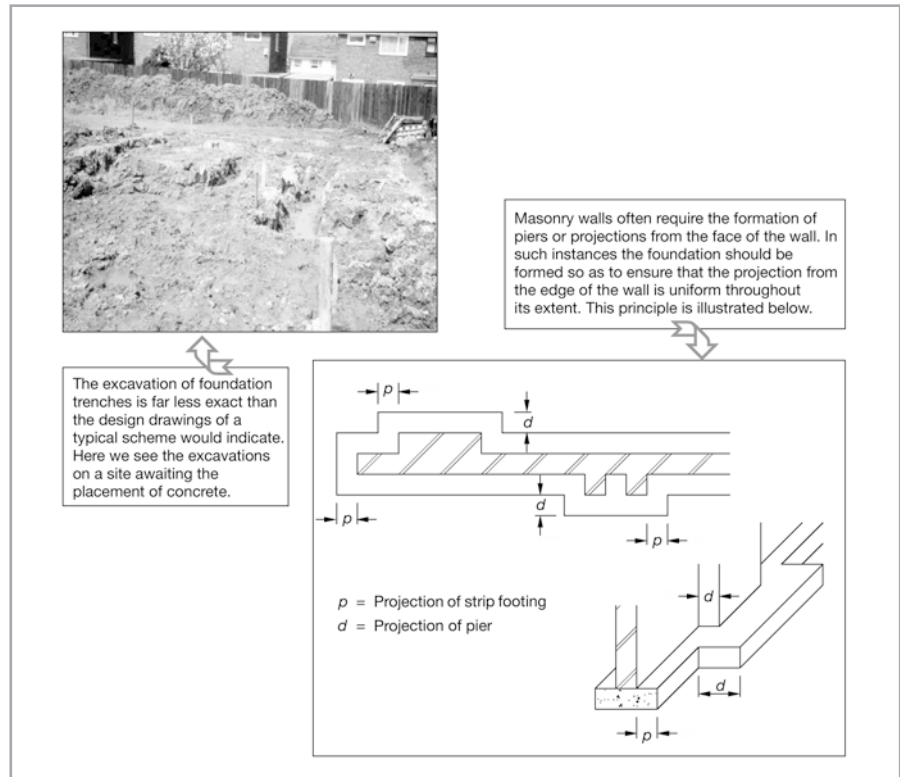 Masonry walls often require the formation of
piers or projections from the face of the wall. In
such instances the foundation should be
formed so as to ensure that the projection from
the edge of the wall is uniform throughout
its extent. This principle is illustrated below.
The excavation of foundation
trenches is far less exact than
the design drawings of a
typical scheme would indicate.
Here we see the excavations
on a site awaiting the
placement of concrete.
p
d
d
p
p
p = Projection of strip footing
d = Projection of pier
d
d
p